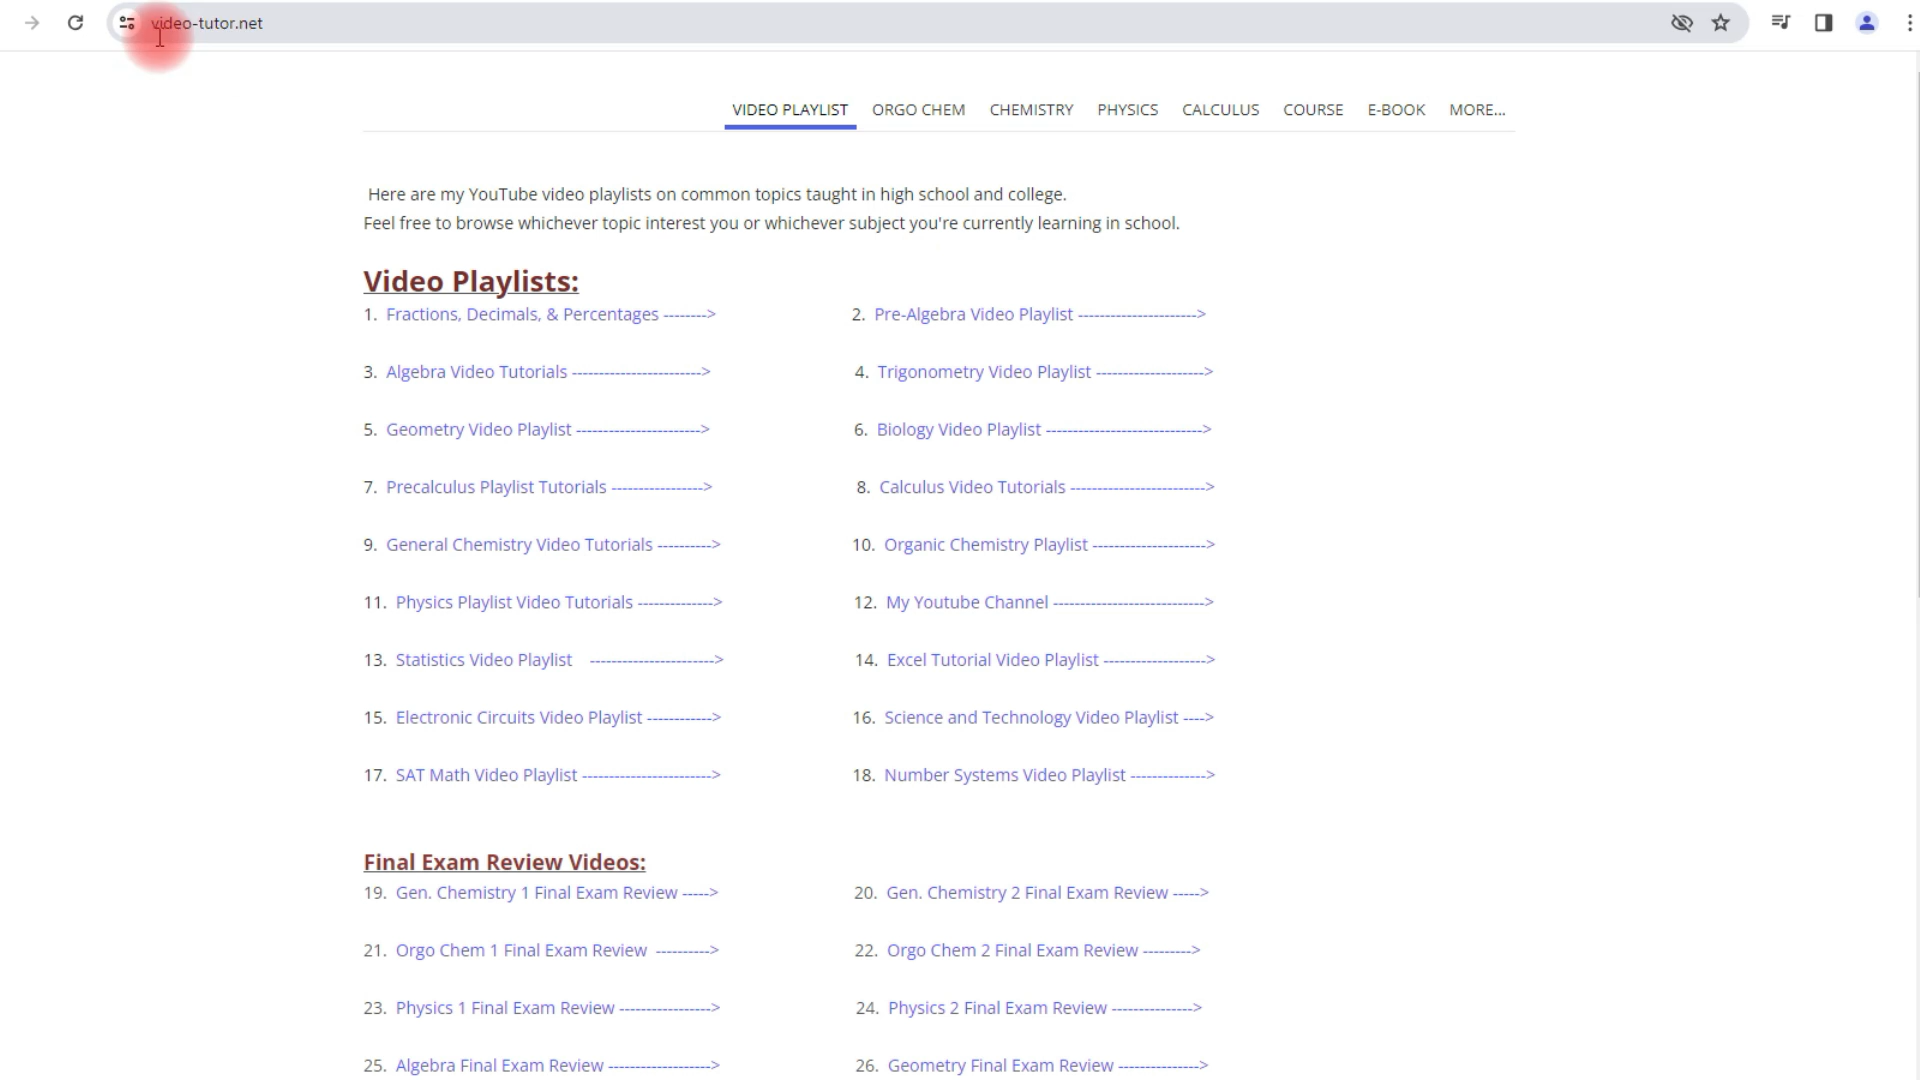 video-tutor.net
VIDEO PLAYLIST ORGO CHEM CHEMISTRY PHYSICS CALCULUS COURSE E-BOOK MORE...
Here are my YouTube video playlists on common topics taught in high school and college.
Feel free to browse whichever topic interest you or whichever subject you're currently learning in school.
Video Playlists:
1. Fractions, Decimals, & Percentages -------->
2. Pre-Algebra Video Playlist ---------------------->
3. Algebra Video Tutorials ------------------------>
4. Trigonometry Video Playlist -------------------->
5. Geometry Video Playlist ----------------------->
6. Biology Video Playlist ------------------------------>
7. Precalculus Playlist Tutorials ----------------->
8. Calculus Video Tutorials -------------------------->
9. General Chemistry Video Tutorials ---------->
10. Organic Chemistry Playlist --------------------->
11. Physics Playlist Video Tutorials -------------->
12. My Youtube Channel ----------------------------->
13. Statistics Video Playlist ------------------------>
14. Excel Tutorial Video Playlist -------------------->
15. Electronic Circuits Video Playlist ------------>
16. Science and Technology Video Playlist ---->
17. SAT Math Video Playlist ------------------------->
18. Number Systems Video Playlist -------------->
Final Exam Review Videos:
19. Gen. Chemistry 1 Final Exam Review ----->
20. Gen. Chemistry 2 Final Exam Review ----->
21. Orgo Chem 1 Final Exam Review ---------->
22. Orgo Chem 2 Final Exam Review --------->
23. Physics 1 Final Exam Review ----------------->
24. Physics 2 Final Exam Review --------------->
25. Algebra Final Exam Review ------------------->
26. Geometry Final Exam Review --------------->